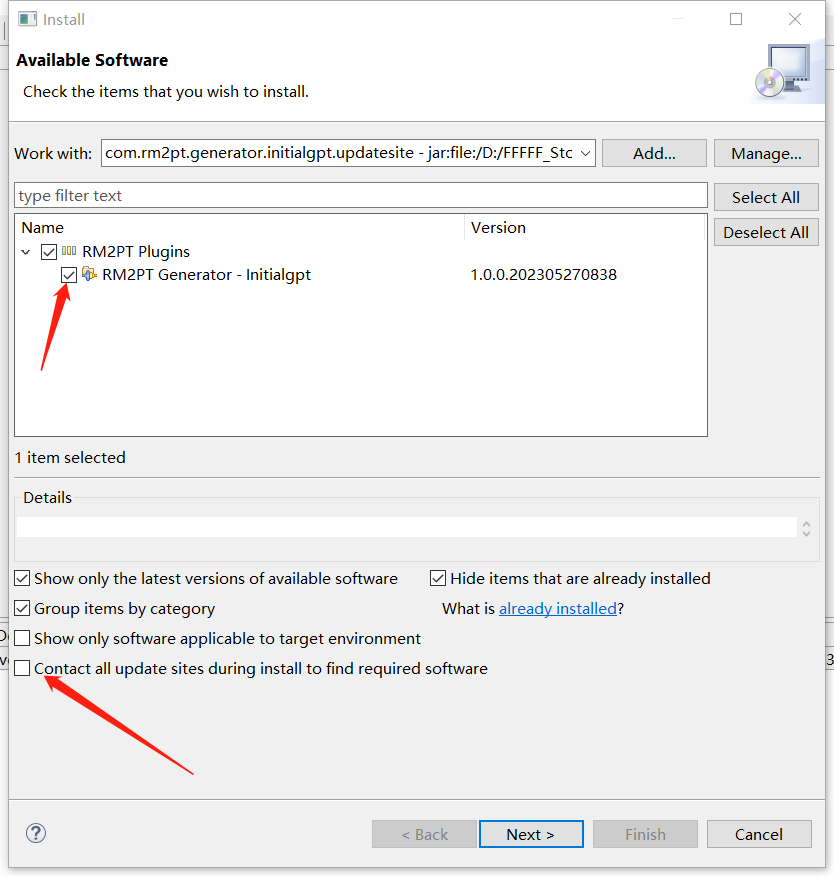 Install
Available Software
Check the items that you wish to install.
Work with: com.rm2pt.generator.initialgpt.updatesite - jar:file:/D:/FFFFF_Stc Add... Manage...
type filter text Select All
Name Version Deselect All
RM2PT Plugins
RM2PT Generator - Initialgpt 1.0.0.202305270838
1 item selected
Details
Show only the latest versions of available software Hide items that are already installed
Group items by category What is already installed?
Show only software applicable to target environment
Contact all update sites during install to find required software
? < Back Next > Finish Cancel